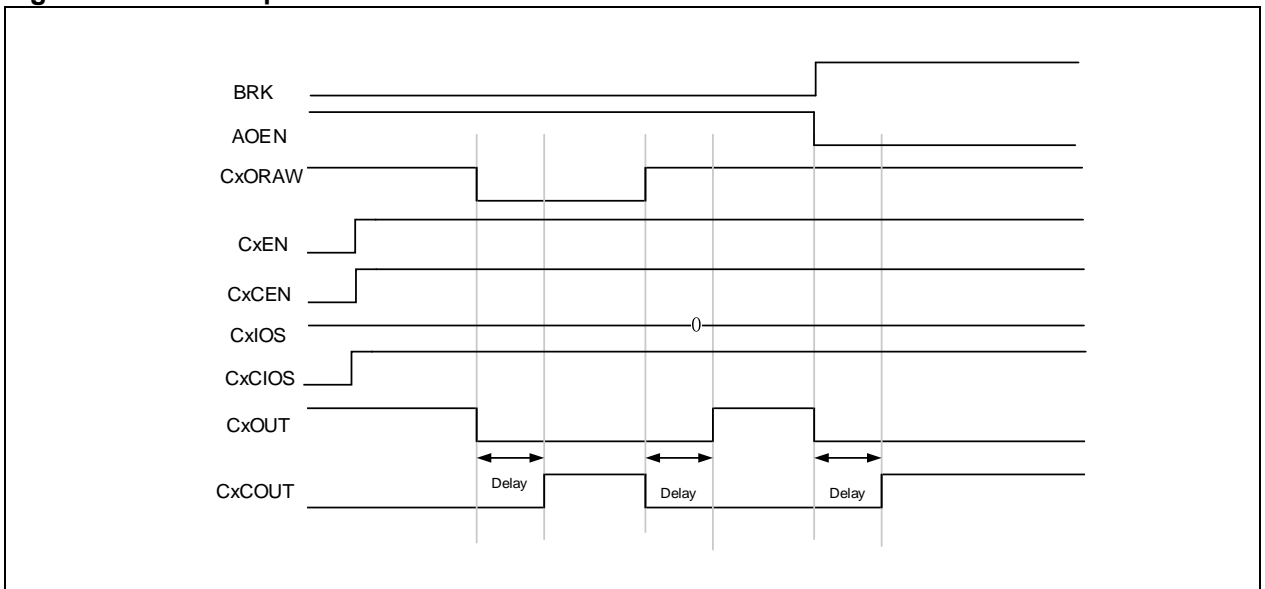 BRK
AOEN
CxORAW
CxEN
CxCEN
CxIOS
0
CxCIOS
CxOUT
CxCOUT
Delay
Delay
Delay